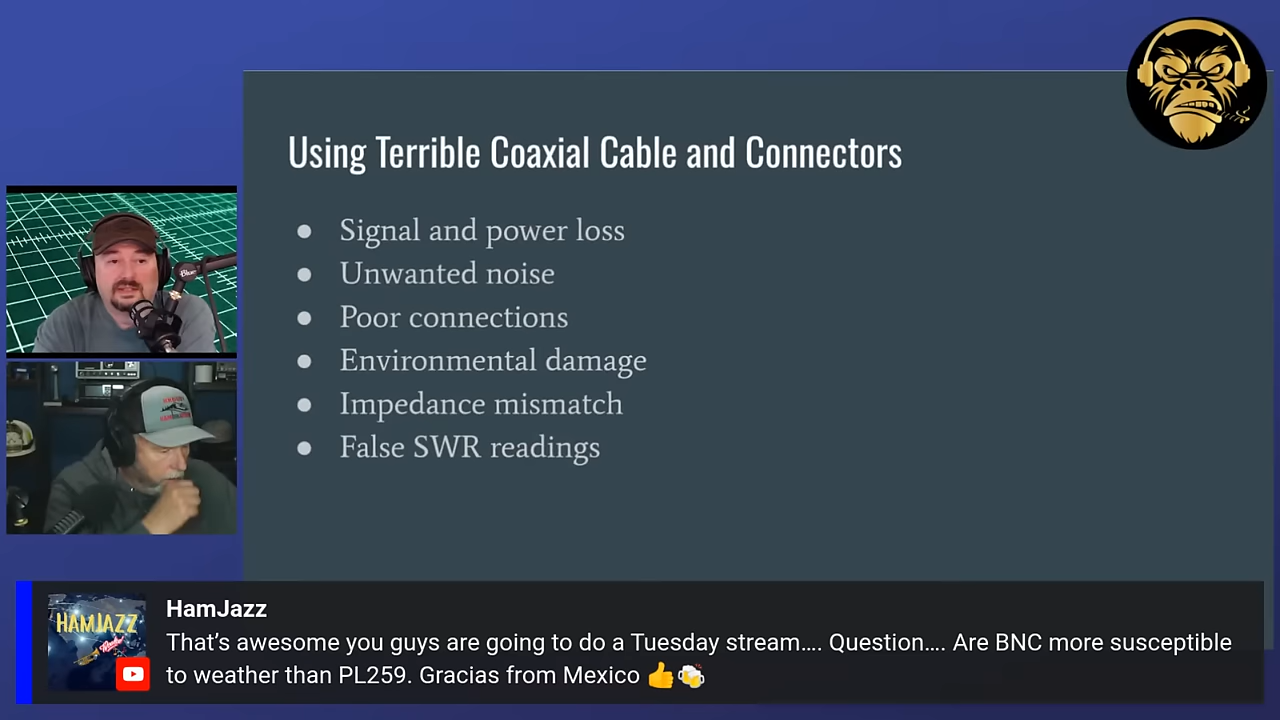 Using Terrible Coaxial Cable and Connectors
● Signal and power loss
● Unwanted noise
● Poor connections
● Environmental damage
● Impedance mismatch
● False SWR readings
HAMJAZZ
HamJazz
That’s awesome you guys are going to do a Tuesday stream.... Question.... Are BNC more susceptible
to weather than PL259. Gracias from Mexico 👍🍻